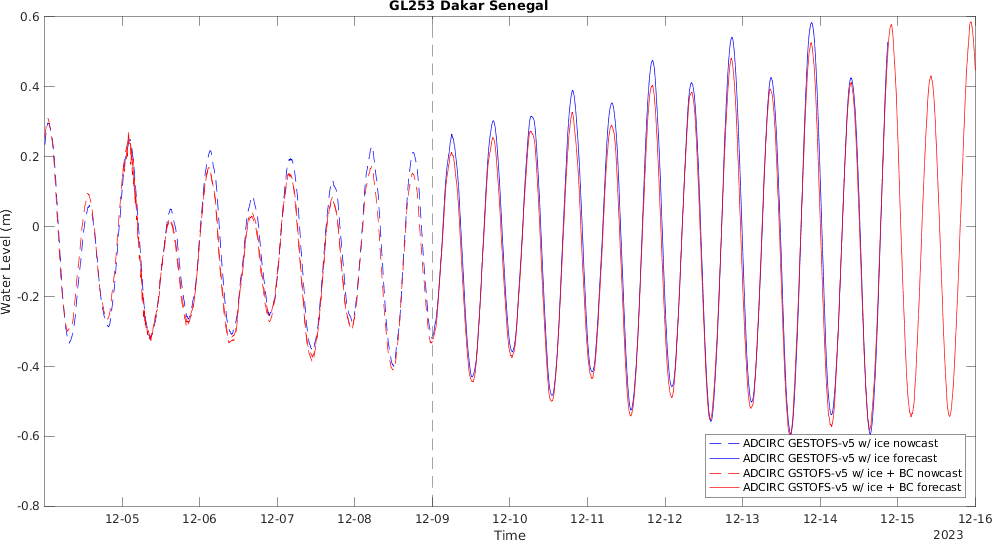 GL253 Dakar Senegal
0.6
0.4
0.2
0
-0.2
-0.4
-0.6
-0.8
Water Level (m)
ADCIRC GESTOFS-v5 w/ ice nowcast
ADCIRC GESTOFS-v5 w/ ice forecast
ADCIRC GSTOFS-v5 w/ ice + BC nowcast
ADCIRC GSTOFS-v5 w/ ice + BC forecast
12-05 12-06 12-07 12-08 12-09 12-10 12-11 12-12 12-13 12-14 12-15 12-16
Time
2023